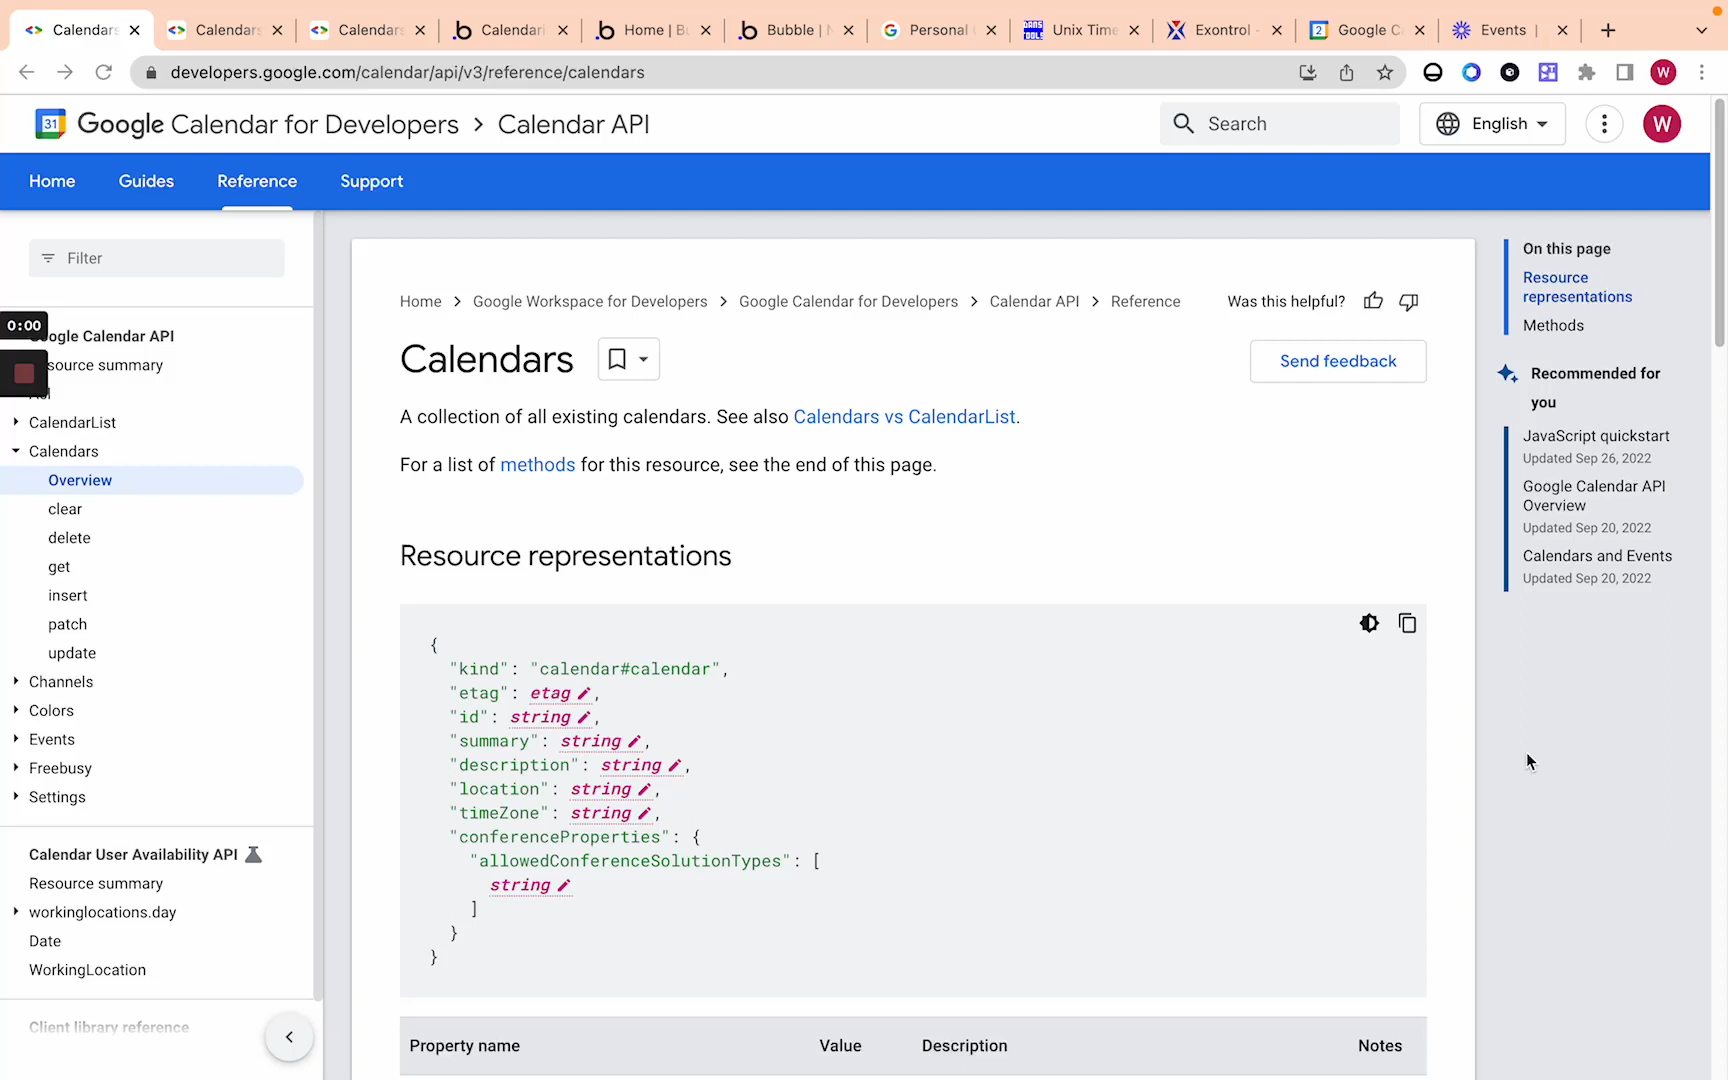 Calendars
Calendars
Calendars
Calendari
Home | Bu
Bubble | N
Personal
Unix Time
Exontrol -
Google Ca
Events |
developers.google.com/calendar/api/v3/reference/calendars
W
31 Google Calendar for Developers > Calendar API
Search
English
W
Home
Guides
Reference
Support
Filter
0:00
Google Calendar API
source summary
CalendarList
Calendars
Overview
clear
delete
get
insert
patch
update
Channels
Colors
Events
Freebusy
Settings
Calendar User Availability API
Resource summary
workinglocations.day
Date
WorkingLocation
Client library reference
Home > Google Workspace for Developers > Google Calendar for Developers > Calendar API > Reference
Was this helpful?
Calendars
Send feedback
A collection of all existing calendars. See also Calendars vs CalendarList.
For a list of methods for this resource, see the end of this page.
Resource representations
{
"kind": "calendar#calendar",
"etag": etag,
"id": string,
"summary": string,
"description": string,
"location": string,
"timeZone": string,
"conferenceProperties": {
"allowedConferenceSolutionTypes": [
string
]
}
}
Property name Value Description Notes
On this page
Resource
representations
Methods
Recommended for
you
JavaScript quickstart
Updated Sep 26, 2022
Google Calendar API
Overview
Updated Sep 20, 2022
Calendars and Events
Updated Sep 20, 2022